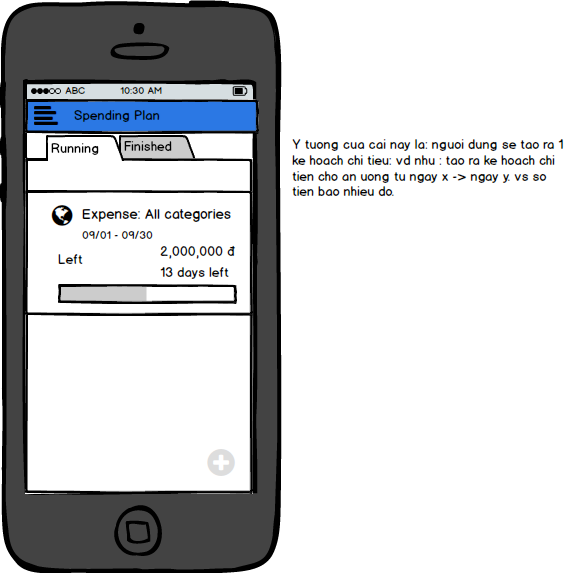 ABC 10:30 AM
Spending Plan
Running Finished
Expense: All categories
09/01 - 09/30
2,000,000 đ
Left
13 days left
Y tuong cua cai nay la: nguoi dung se tao ra 1
ke hoach chi tieu: vd nhu : tao ra ke hoach chi
tien cho an uong tu ngay x -> ngay y. vs so
tien bao nhieu do.